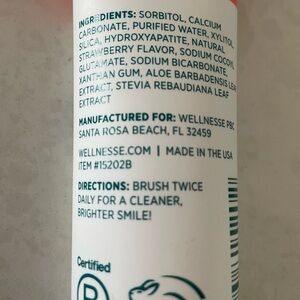 INGREDIENTS: SORBITOL, CALCIUM
CARBONATE, PURIFIED WATER, XYLITOL,
SILICA, HYDROXYAPATITE, NATURAL
STRAWBERRY FLAVOR, SODIUM COCOYL
GLUTAMATE, SODIUM BICARBONATE,
XANTHAN GUM, ALOE BARBADENSIS LEAF
EXTRACT, STEVIA REBAUDIANA LEAF
EXTRACT
MANUFACTURED FOR: WELLNESSE PBC
SANTA ROSA BEACH, FL 32459
WELLNESSE.COM | MADE IN THE USA
ITEM #15202B
DIRECTIONS: BRUSH TWICE
DAILY FOR A CLEANER,
BRIGHTER SMILE!
Certified
B